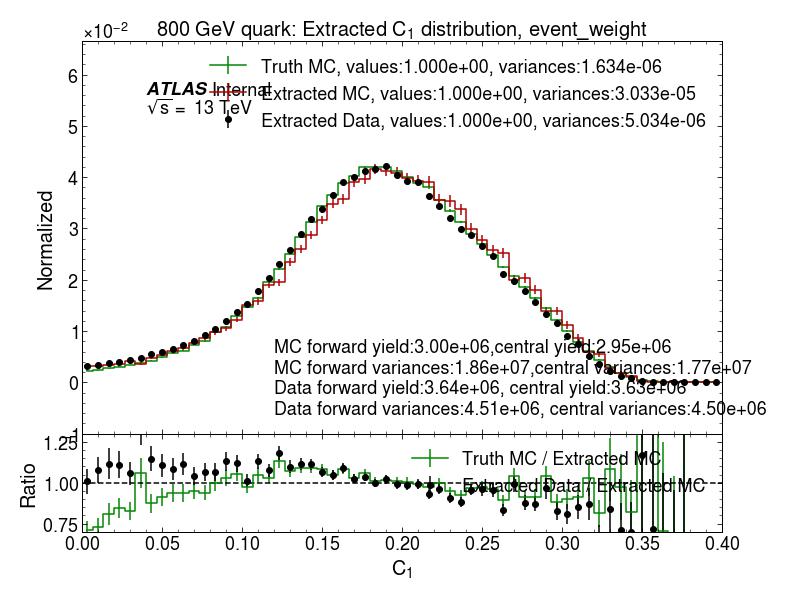 ×10⁻² 800 GeV quark: Extracted C₁ distribution, event_weight
Truth MC, values:1.000e+00, variances:1.634e-06
ATLAS Internal
Extracted MC, values:1.000e+00, variances:3.033e-05
√s = 13 TeV
Extracted Data, values:1.000e+00, variances:5.034e-06
6
5
4
3
2
1
0
1
Normalized
MC forward yield:3.00e+06,central yield:2.95e+06
MC forward variances:1.86e+07,central variances:1.77e+07
Data forward yield:3.64e+06, central yield:3.63e+06
Data forward variances:4.51e+06, central variances:4.50e+06
1.25
1.00
0.75
Ratio
Truth MC / Extracted MC
Extracted Data / Extracted MC
0.00 0.05 0.10 0.15 0.20 0.25 0.30 0.35 0.40
C₁